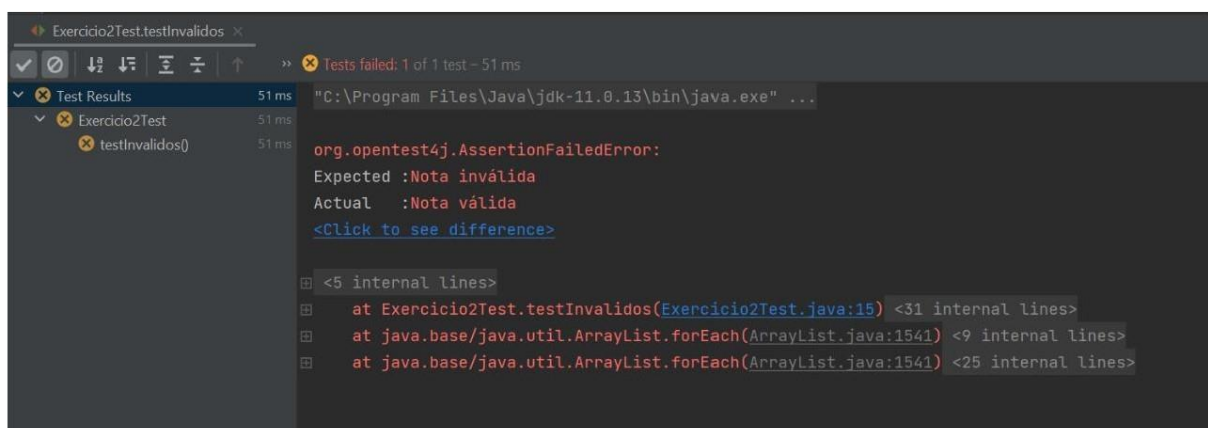 Exercicio2Test.testInvalidos ×
» Tests failed: 1 of 1 test – 51 ms
Test Results 51 ms
Exercicio2Test 51 ms
testInvalidos() 51 ms
"C:\Program Files\Java\jdk-11.0.13\bin\java.exe" ...
org.opentest4j.AssertionFailedError:
Expected :Nota inválida
Actual   :Nota válida
<Click to see difference>
<5 internal lines>
at Exercicio2Test.testInvalidos(Exercicio2Test.java:15) <31 internal lines>
at java.base/java.util.ArrayList.forEach(ArrayList.java:1541) <9 internal lines>
at java.base/java.util.ArrayList.forEach(ArrayList.java:1541) <25 internal lines>